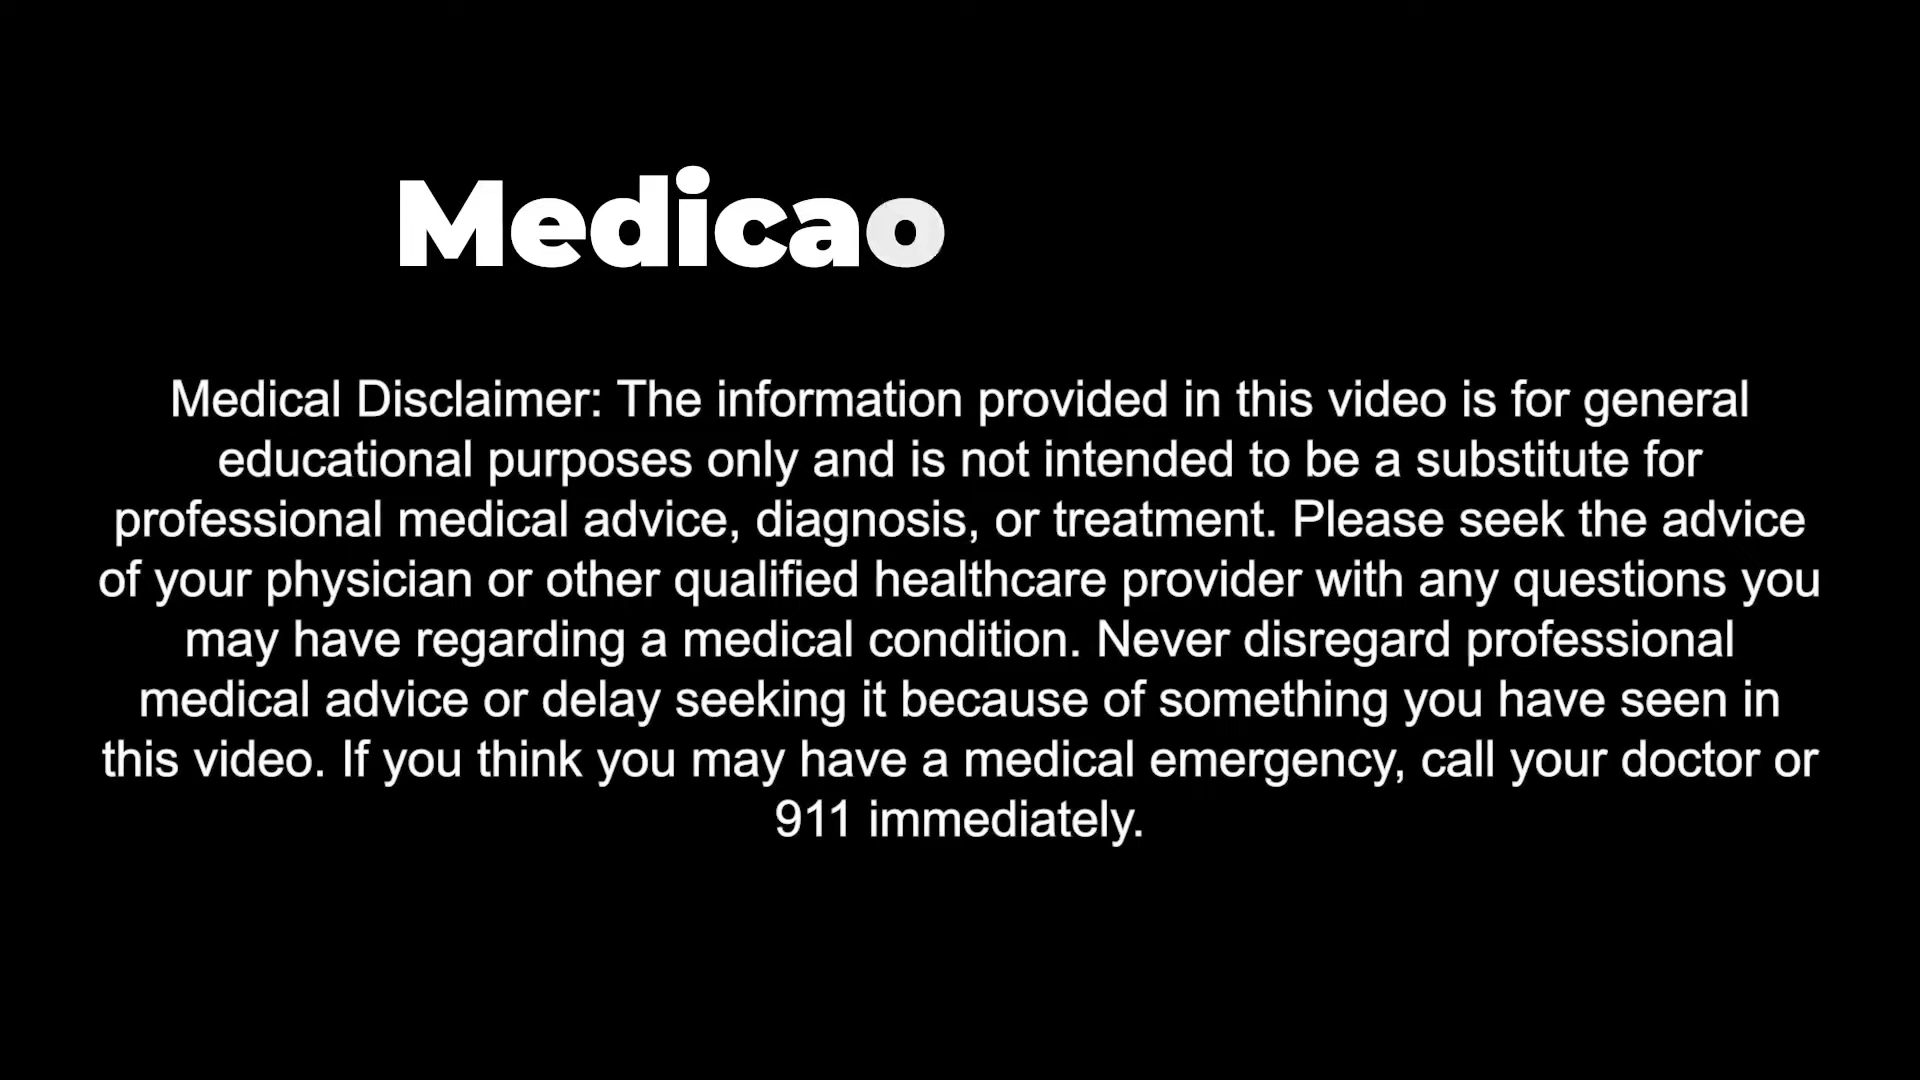 Medicao
Medical Disclaimer: The information provided in this video is for general
educational purposes only and is not intended to be a substitute for
professional medical advice, diagnosis, or treatment. Please seek the advice
of your physician or other qualified healthcare provider with any questions you
may have regarding a medical condition. Never disregard professional
medical advice or delay seeking it because of something you have seen in
this video. If you think you may have a medical emergency, call your doctor or
911 immediately.